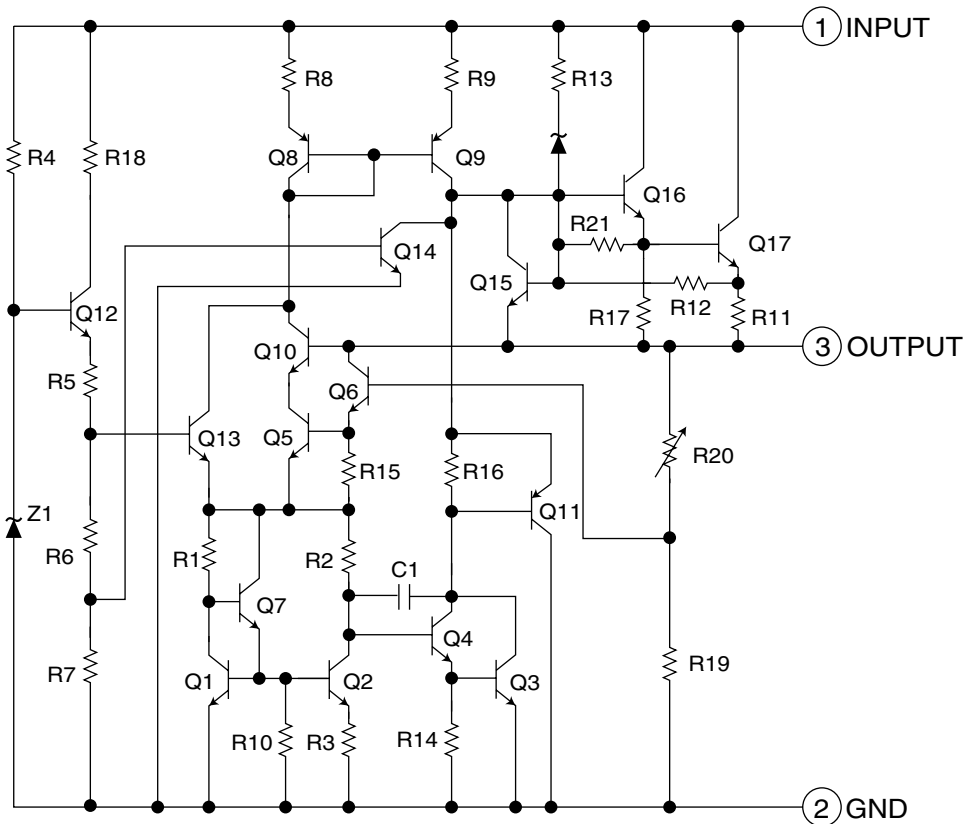 1 INPUT
R8
R9
R13
R4
R18
Q8
Q9
Q16
R21
Q17
Q14
Q15
Q12
R12
R17
R11
3 OUTPUT
Q10
Q6
R5
Q13
Q5
R20
R15
R16
Q11
Z1
R6
R1
R2
C1
Q7
Q4
R7
Q1
Q2
Q3
R19
R10
R3
R14
2 GND